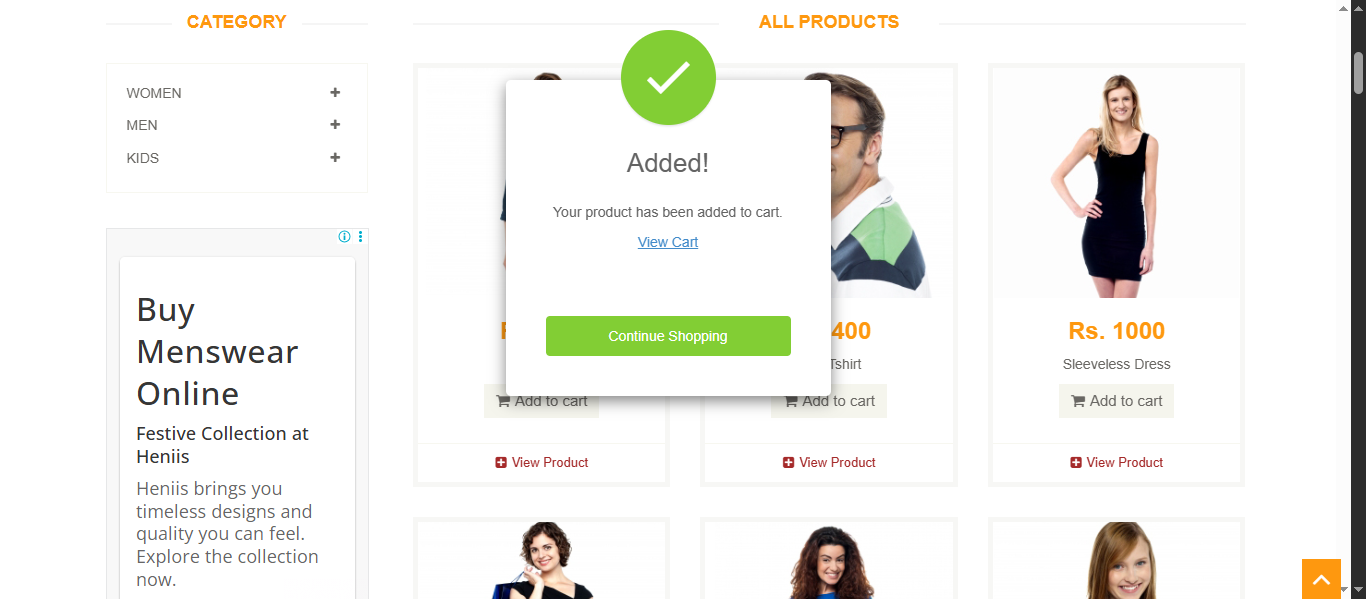 CATEGORY
ALL PRODUCTS
WOMEN
MEN
KIDS
Buy
Menswear
Online
Festive Collection at
Heniis
Heniis brings you
timeless designs and
quality you can feel.
Explore the collection
now.
Added!
Your product has been added to cart.
View Cart
Continue Shopping
Add to cart
View Product
400
Tshirt
Add to cart
View Product
Rs. 1000
Sleeveless Dress
Add to cart
View Product